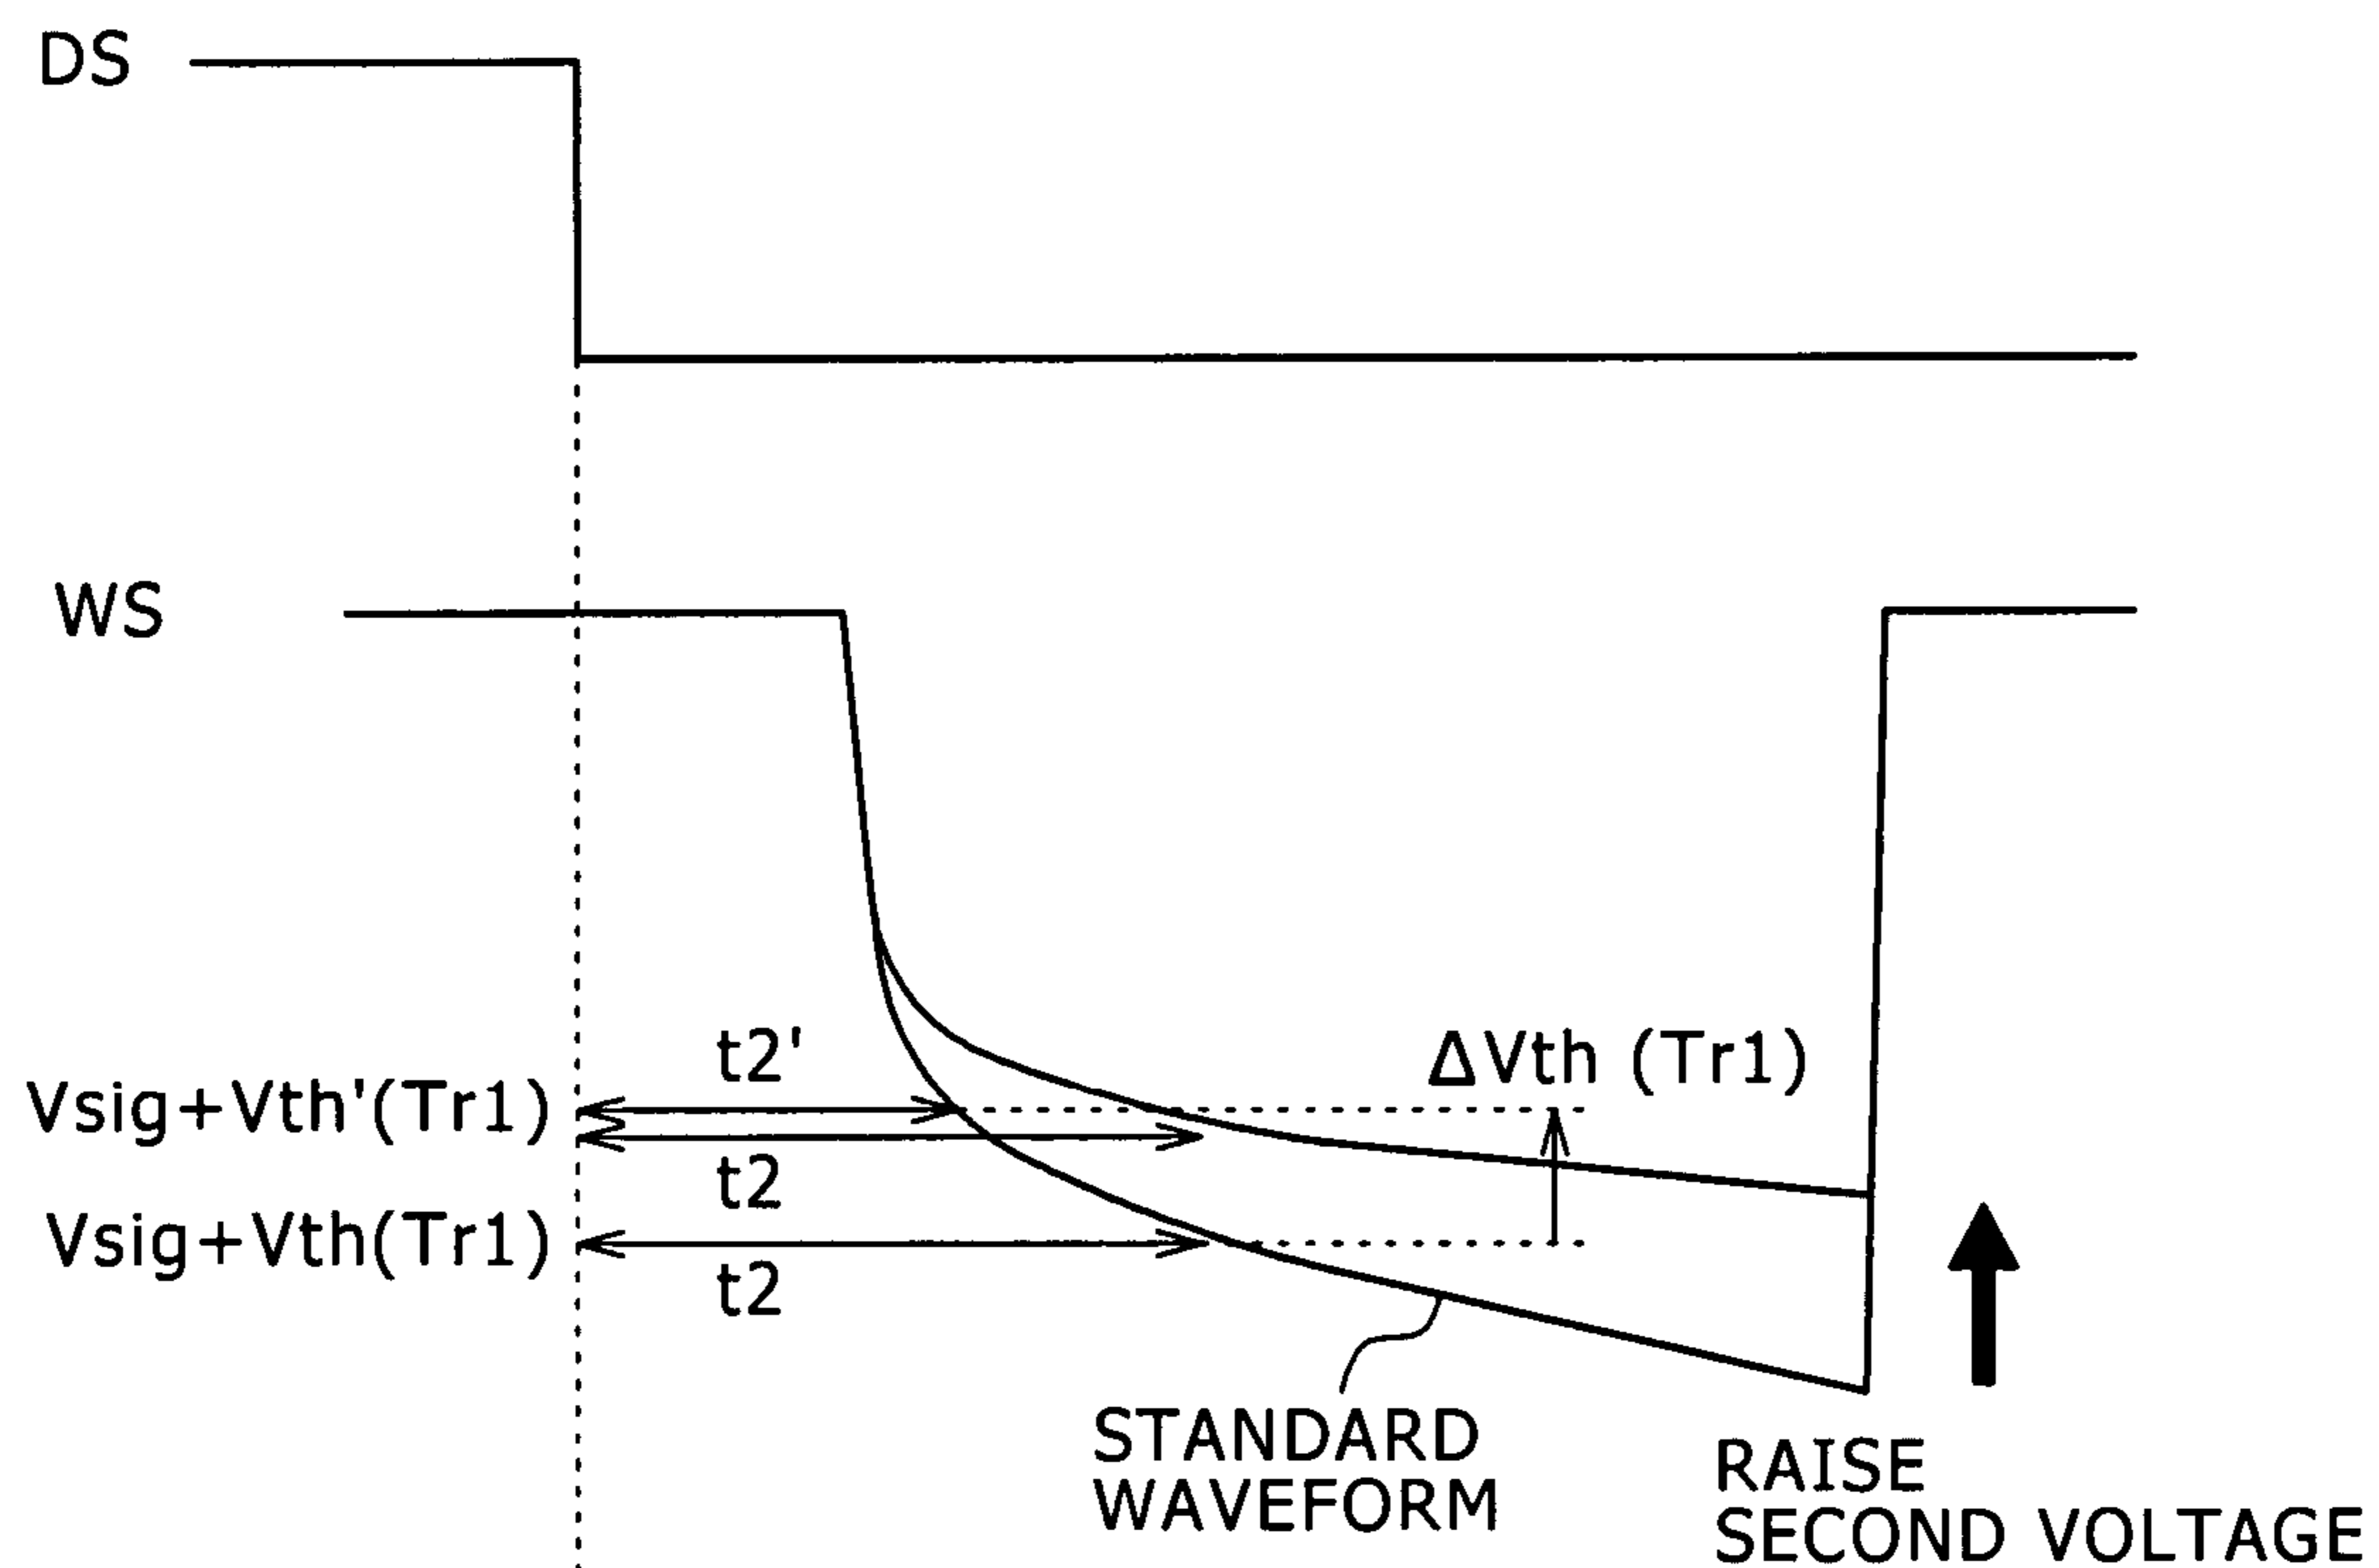 DS
WS
t2'
ΔVth (Tr1)
Vsig+Vth'(Tr1)
t2
Vsig+Vth(Tr1)
t2
STANDARD
WAVEFORM
RAISE
SECOND VOLTAGE